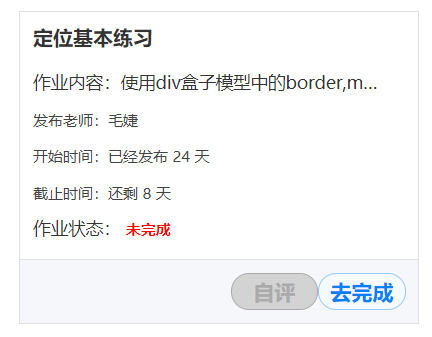 定位基本练习
作业内容：使用div盒子模型中的border,m...
发布老师：毛婕
开始时间：已经发布 24 天
截止时间：还剩 8 天
作业状态： 未完成
自评 去完成